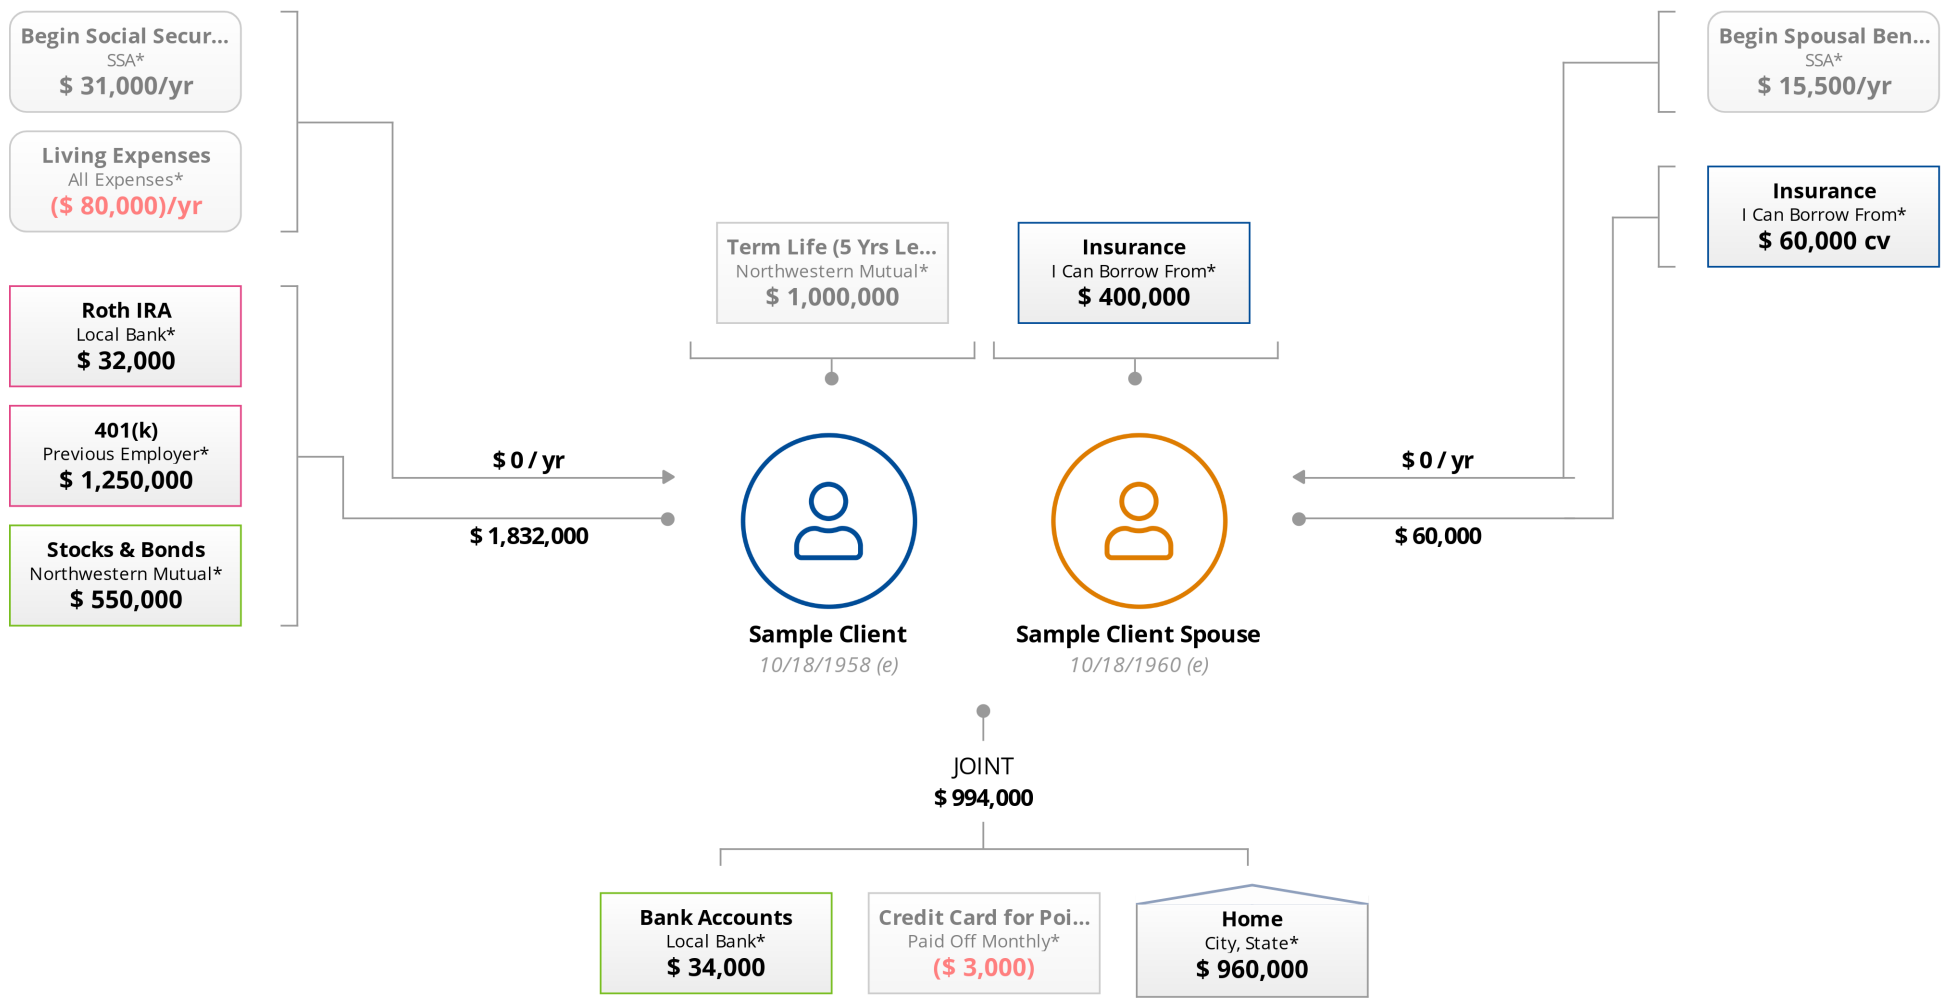 Begin Social Secur...
SSA*
$ 31,000/yr
Living Expenses
All Expenses*
($ 80,000)/yr
Roth IRA
Local Bank*
$ 32,000
401(k)
Previous Employer*
$ 1,250,000
Stocks & Bonds
Northwestern Mutual*
$ 550,000
$ 0 / yr
$ 1,832,000
Term Life (5 Yrs Le...
Northwestern Mutual*
$ 1,000,000
Insurance
I Can Borrow From*
$ 400,000
Sample Client
10/18/1958 (e)
Sample Client Spouse
10/18/1960 (e)
$ 0 / yr
$ 60,000
Begin Spousal Ben...
SSA*
$ 15,500/yr
Insurance
I Can Borrow From*
$ 60,000 cv
JOINT
$ 994,000
Bank Accounts
Local Bank*
$ 34,000
Credit Card for Poi...
Paid Off Monthly*
($ 3,000)
Home
City, State*
$ 960,000